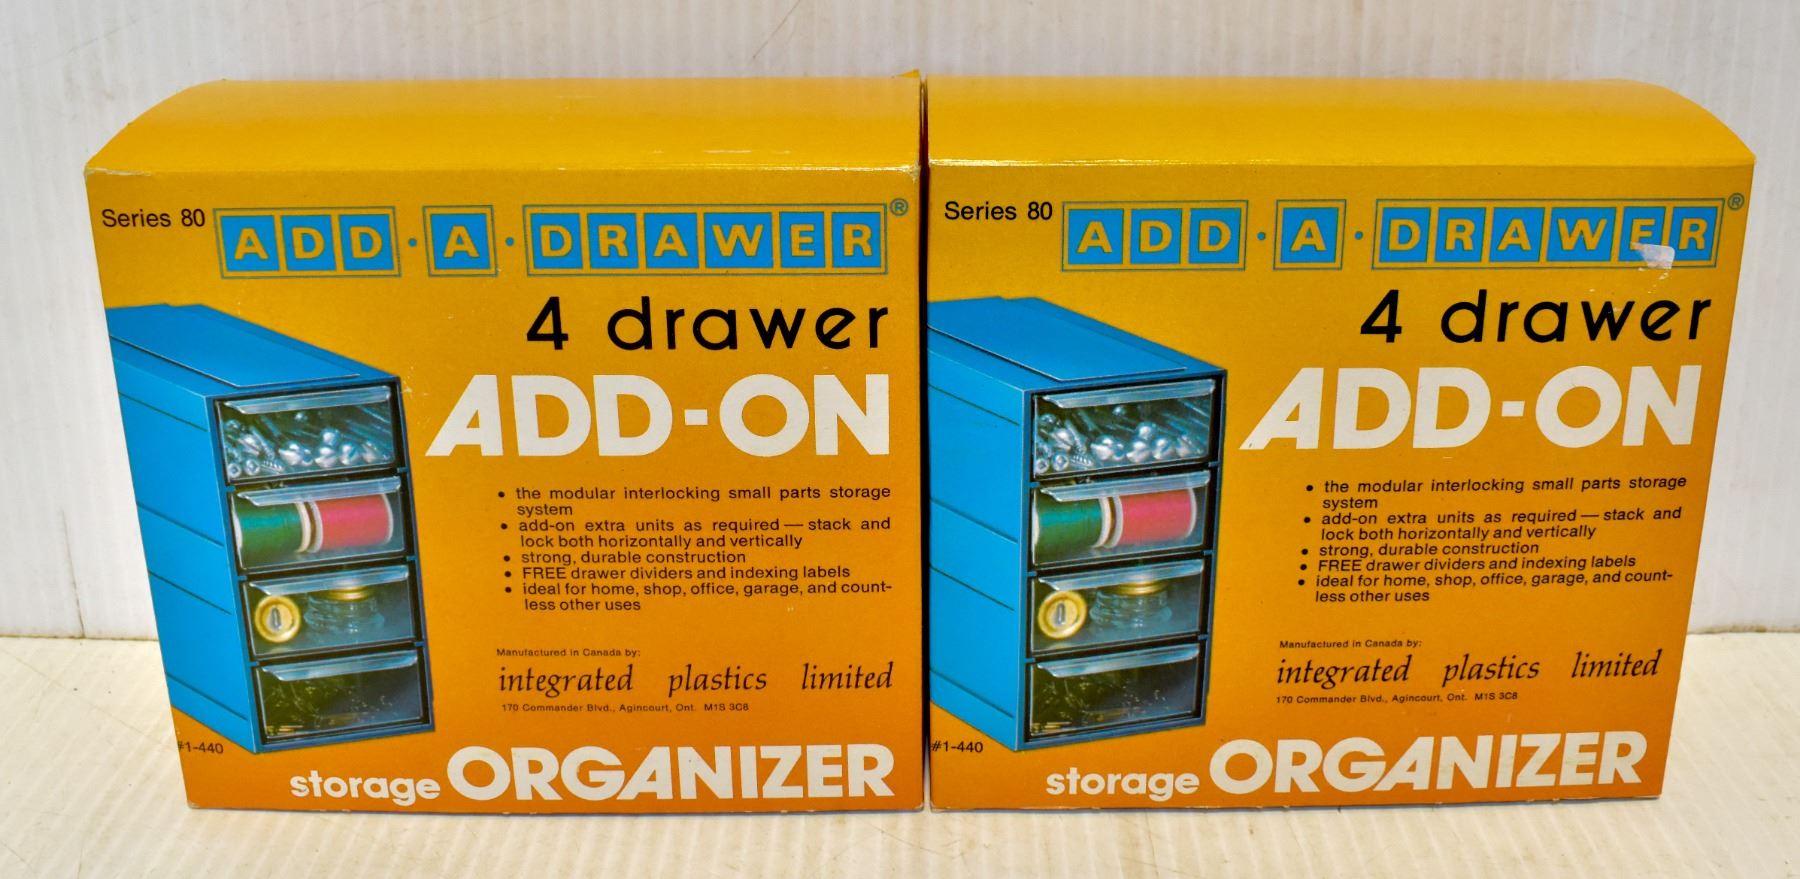 Series 80 ADD·A·DRAWER®
4 drawer
ADD-ON
• the modular interlocking small parts storage
system
• add-on extra units as required — stack and
lock both horizontally and vertically
• strong, durable construction
• FREE drawer dividers and indexing labels
• ideal for home, shop, office, garage, and count-
less other uses
Manufactured in Canada by:
integrated plastics limited
170 Commander Blvd., Agincourt, Ont. M1S 3C8
#1-440
storage ORGANIZER
Series 80 ADD·A·DRAWER®
4 drawer
ADD-ON
• the modular interlocking small parts storage
system
• add-on extra units as required — stack and
lock both horizontally and vertically
• strong, durable construction
• FREE drawer dividers and indexing labels
• ideal for home, shop, office, garage, and count-
less other uses
Manufactured in Canada by:
integrated plastics limited
170 Commander Blvd., Agincourt, Ont. M1S 3C8
#1-440
storage ORGANIZER